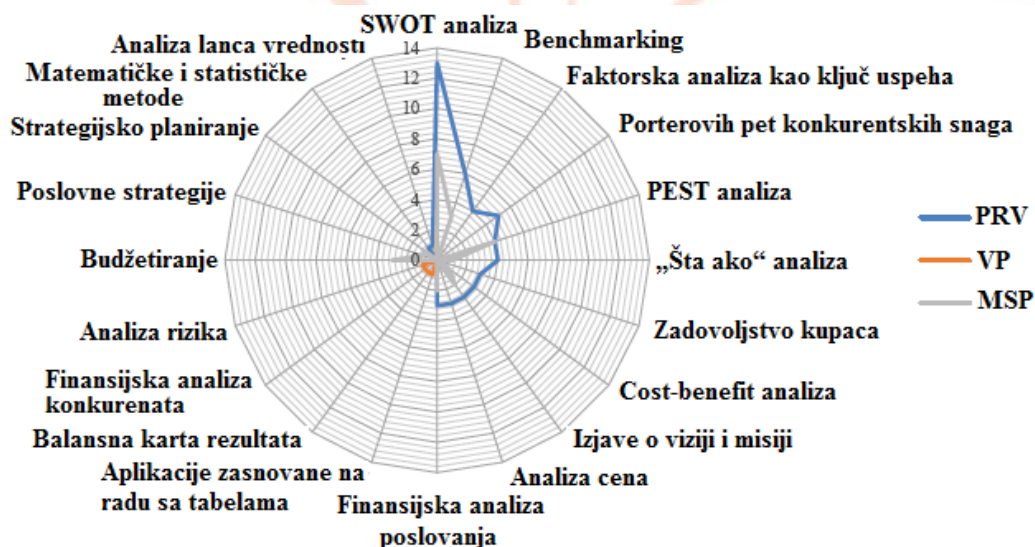 SWOT analiza
Benchmarking
Faktorska analiza kao ključ uspeha
Porterovih pet konkurentskih snaga
PEST analiza
„Šta ako“ analiza
Zadovoljstvo kupaca
Cost-benefit analiza
Izjave o viziji i misiji
Analiza cena
Finansijska analiza
poslovanja
Aplikacije zasnovane na
radu sa tabelama
Balansna karta rezultata
Finansijska analiza
konkurenata
Analiza rizika
Budžetiranje
Poslovne strategije
Strategijsko planiranje
Matematičke i statističke
metode
Analiza lanca vrednosti
14
12
10
8
6
4
2
0
PRV
VP
MSP